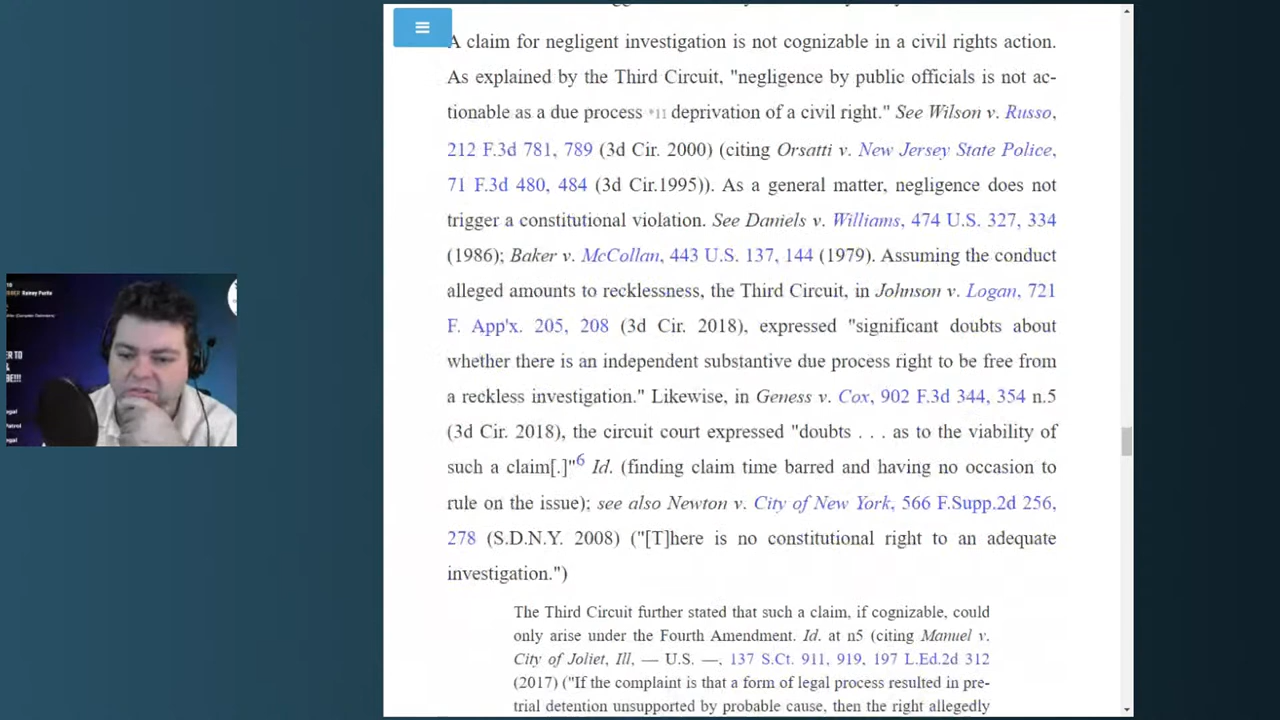 A claim for negligent investigation is not cognizable in a civil rights action.
As explained by the Third Circuit, "negligence by public officials is not ac-
tionable as a due process *11 deprivation of a civil right." See Wilson v. Russo,
212 F.3d 781, 789 (3d Cir. 2000) (citing Orsatti v. New Jersey State Police,
71 F.3d 480, 484 (3d Cir.1995)). As a general matter, negligence does not
trigger a constitutional violation. See Daniels v. Williams, 474 U.S. 327, 334
(1986); Baker v. McCollan, 443 U.S. 137, 144 (1979). Assuming the conduct
alleged amounts to recklessness, the Third Circuit, in Johnson v. Logan, 721
F. App'x. 205, 208 (3d Cir. 2018), expressed "significant doubts about
whether there is an independent substantive due process right to be free from
a reckless investigation." Likewise, in Geness v. Cox, 902 F.3d 344, 354 n.5
(3d Cir. 2018), the circuit court expressed "doubts . . . as to the viability of
such a claim[.]"6 Id. (finding claim time barred and having no occasion to
rule on the issue); see also Newton v. City of New York, 566 F.Supp.2d 256,
278 (S.D.N.Y. 2008) ("[T]here is no constitutional right to an adequate
investigation.")
The Third Circuit further stated that such a claim, if cognizable, could
only arise under the Fourth Amendment. Id. at n5 (citing Manuel v.
City of Joliet, Ill, — U.S. —, 137 S.Ct. 911, 919, 197 L.Ed.2d 312
(2017) ("If the complaint is that a form of legal process resulted in pre-
trial detention unsupported by probable cause, then the right allegedly